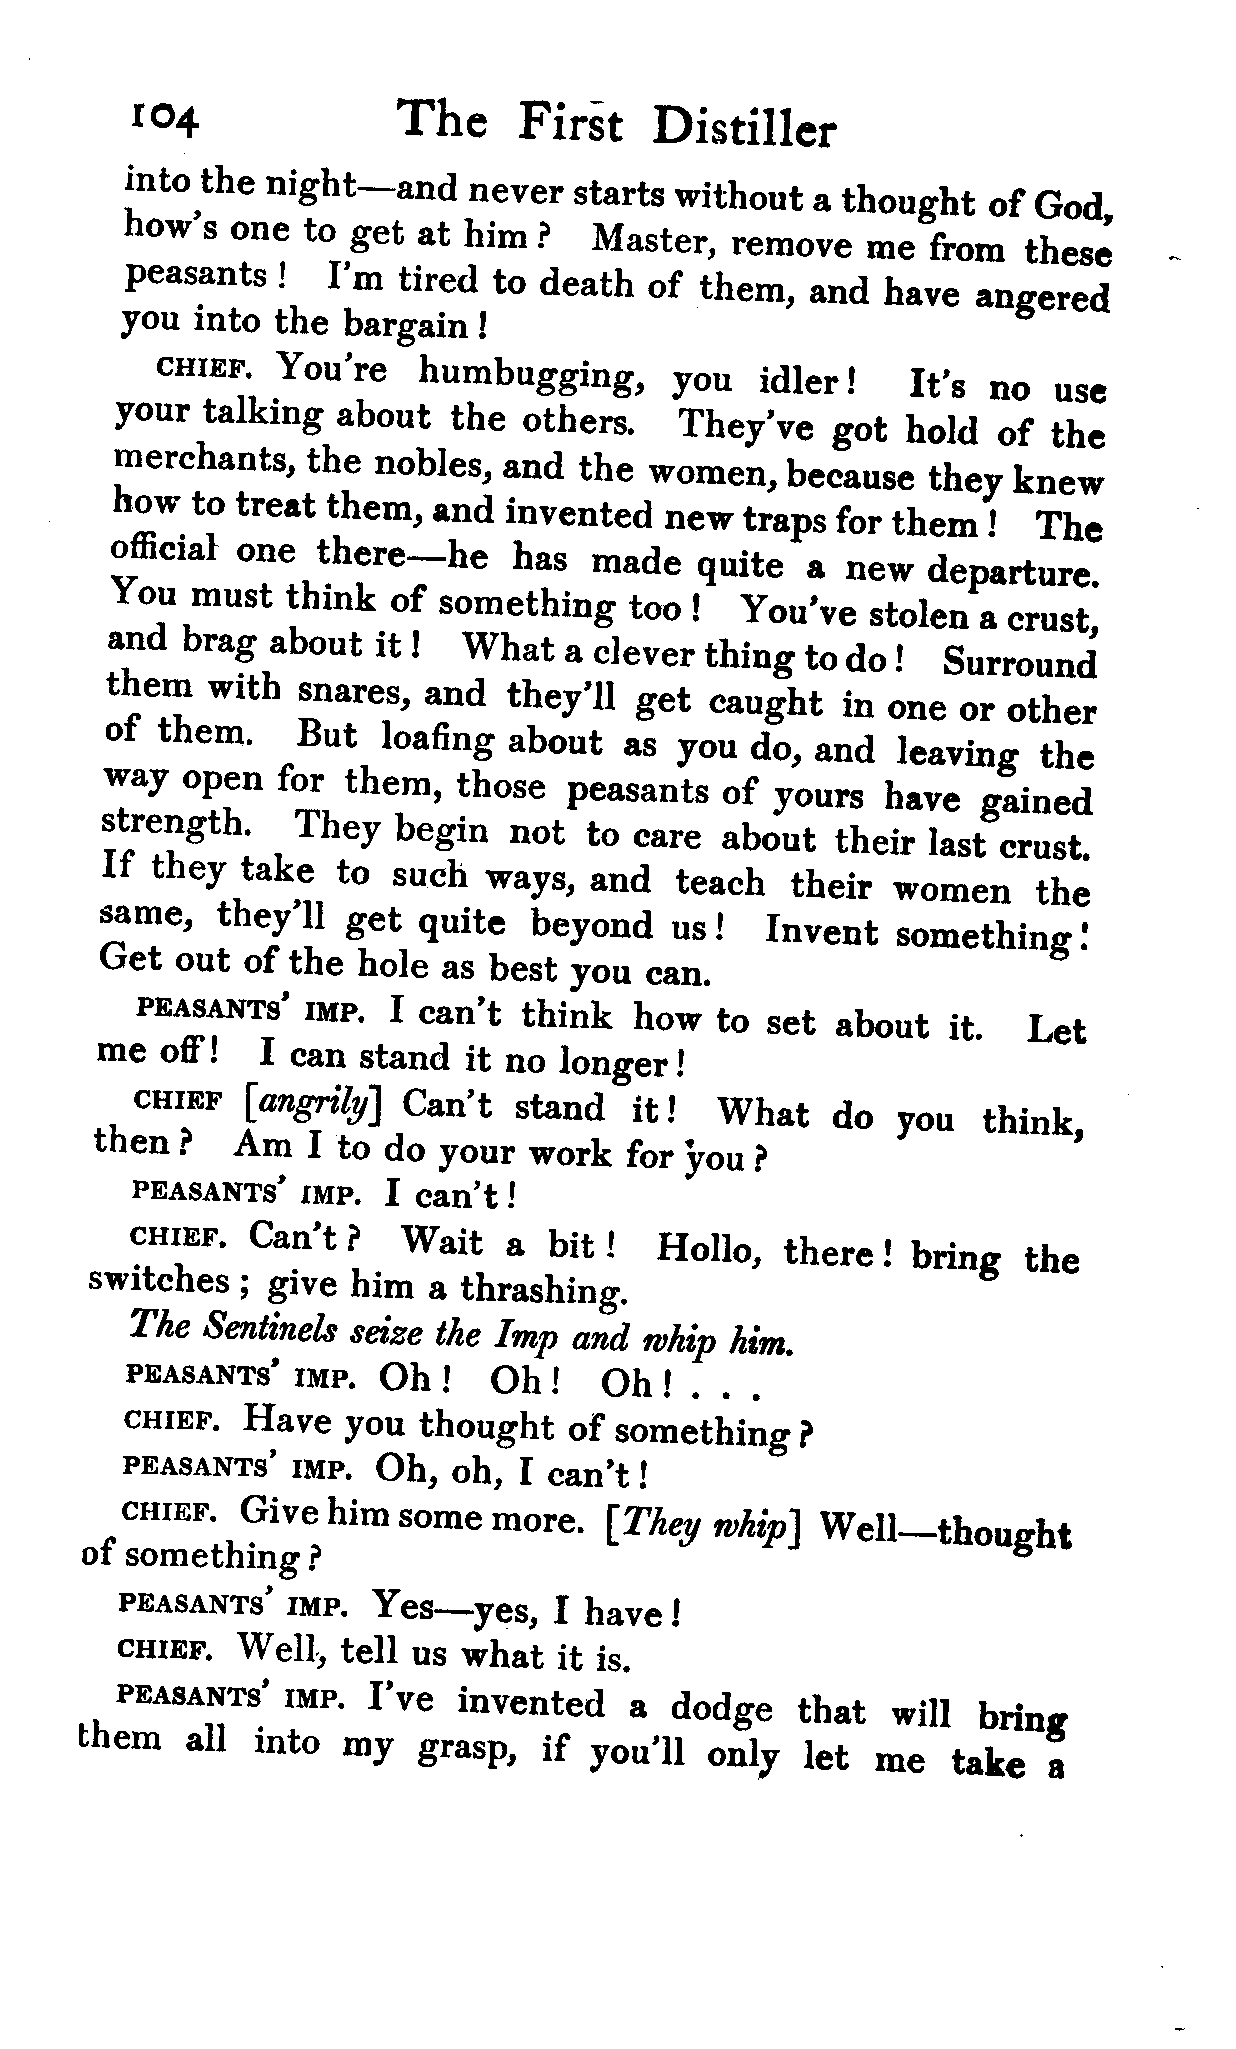 104 The First Distiller
into the night—and never starts without a thought of God,
how's one to get at him? Master, remove me from these
peasants! I'm tired to death of them, and have angered
you into the bargain!
CHIEF. You're humbugging, you idler! It's no use
your talking about the others. They've got hold of the
merchants, the nobles, and the women, because they knew
how to treat them, and invented new traps for them! The
official one there—he has made quite a new departure.
You must think of something too! You've stolen a crust,
and brag about it! What a clever thing to do! Surround
them with snares, and they'll get caught in one or other
of them. But loafing about as you do, and leaving the
way open for them, those peasants of yours have gained
strength. They begin not to care about their last crust.
If they take to such ways, and teach their women the
same, they'll get quite beyond us! Invent something!
Get out of the hole as best you can.
PEASANTS' IMP. I can't think how to set about it. Let
me off! I can stand it no longer!
CHIEF [angrily] Can't stand it! What do you think,
then? Am I to do your work for you?
PEASANTS' IMP. I can't!
CHIEF. Can't? Wait a bit! Hollo, there! bring the
switches; give him a thrashing.
The Sentinels seize the Imp and whip him.
PEASANTS' IMP. Oh! Oh! Oh! . . .
CHIEF. Have you thought of something?
PEASANTS' IMP. Oh, oh, I can't!
CHIEF. Give him some more. [They whip] Well—thought
of something?
PEASANTS' IMP. Yes—yes, I have!
CHIEF. Well, tell us what it is.
PEASANTS' IMP. I've invented a dodge that will bring
them all into my grasp, if you'll only let me take a